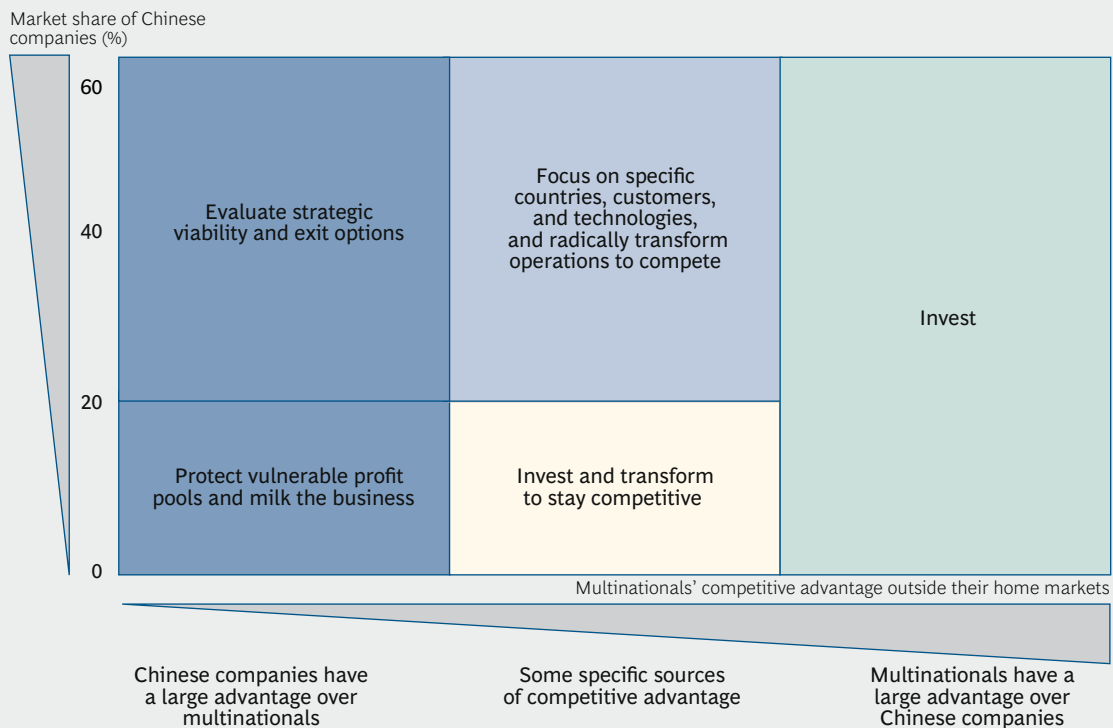 Market share of Chinese
companies (%)
60
40
20
0
Evaluate strategic
viability and exit options
Focus on specific
countries, customers,
and technologies,
and radically transform
operations to compete
Invest
Protect vulnerable profit
pools and milk the business
Invest and transform
to stay competitive
Multinationals’ competitive advantage outside their home markets
Chinese companies have
a large advantage over
multinationals
Some specific sources
of competitive advantage
Multinationals have a
large advantage over
Chinese companies